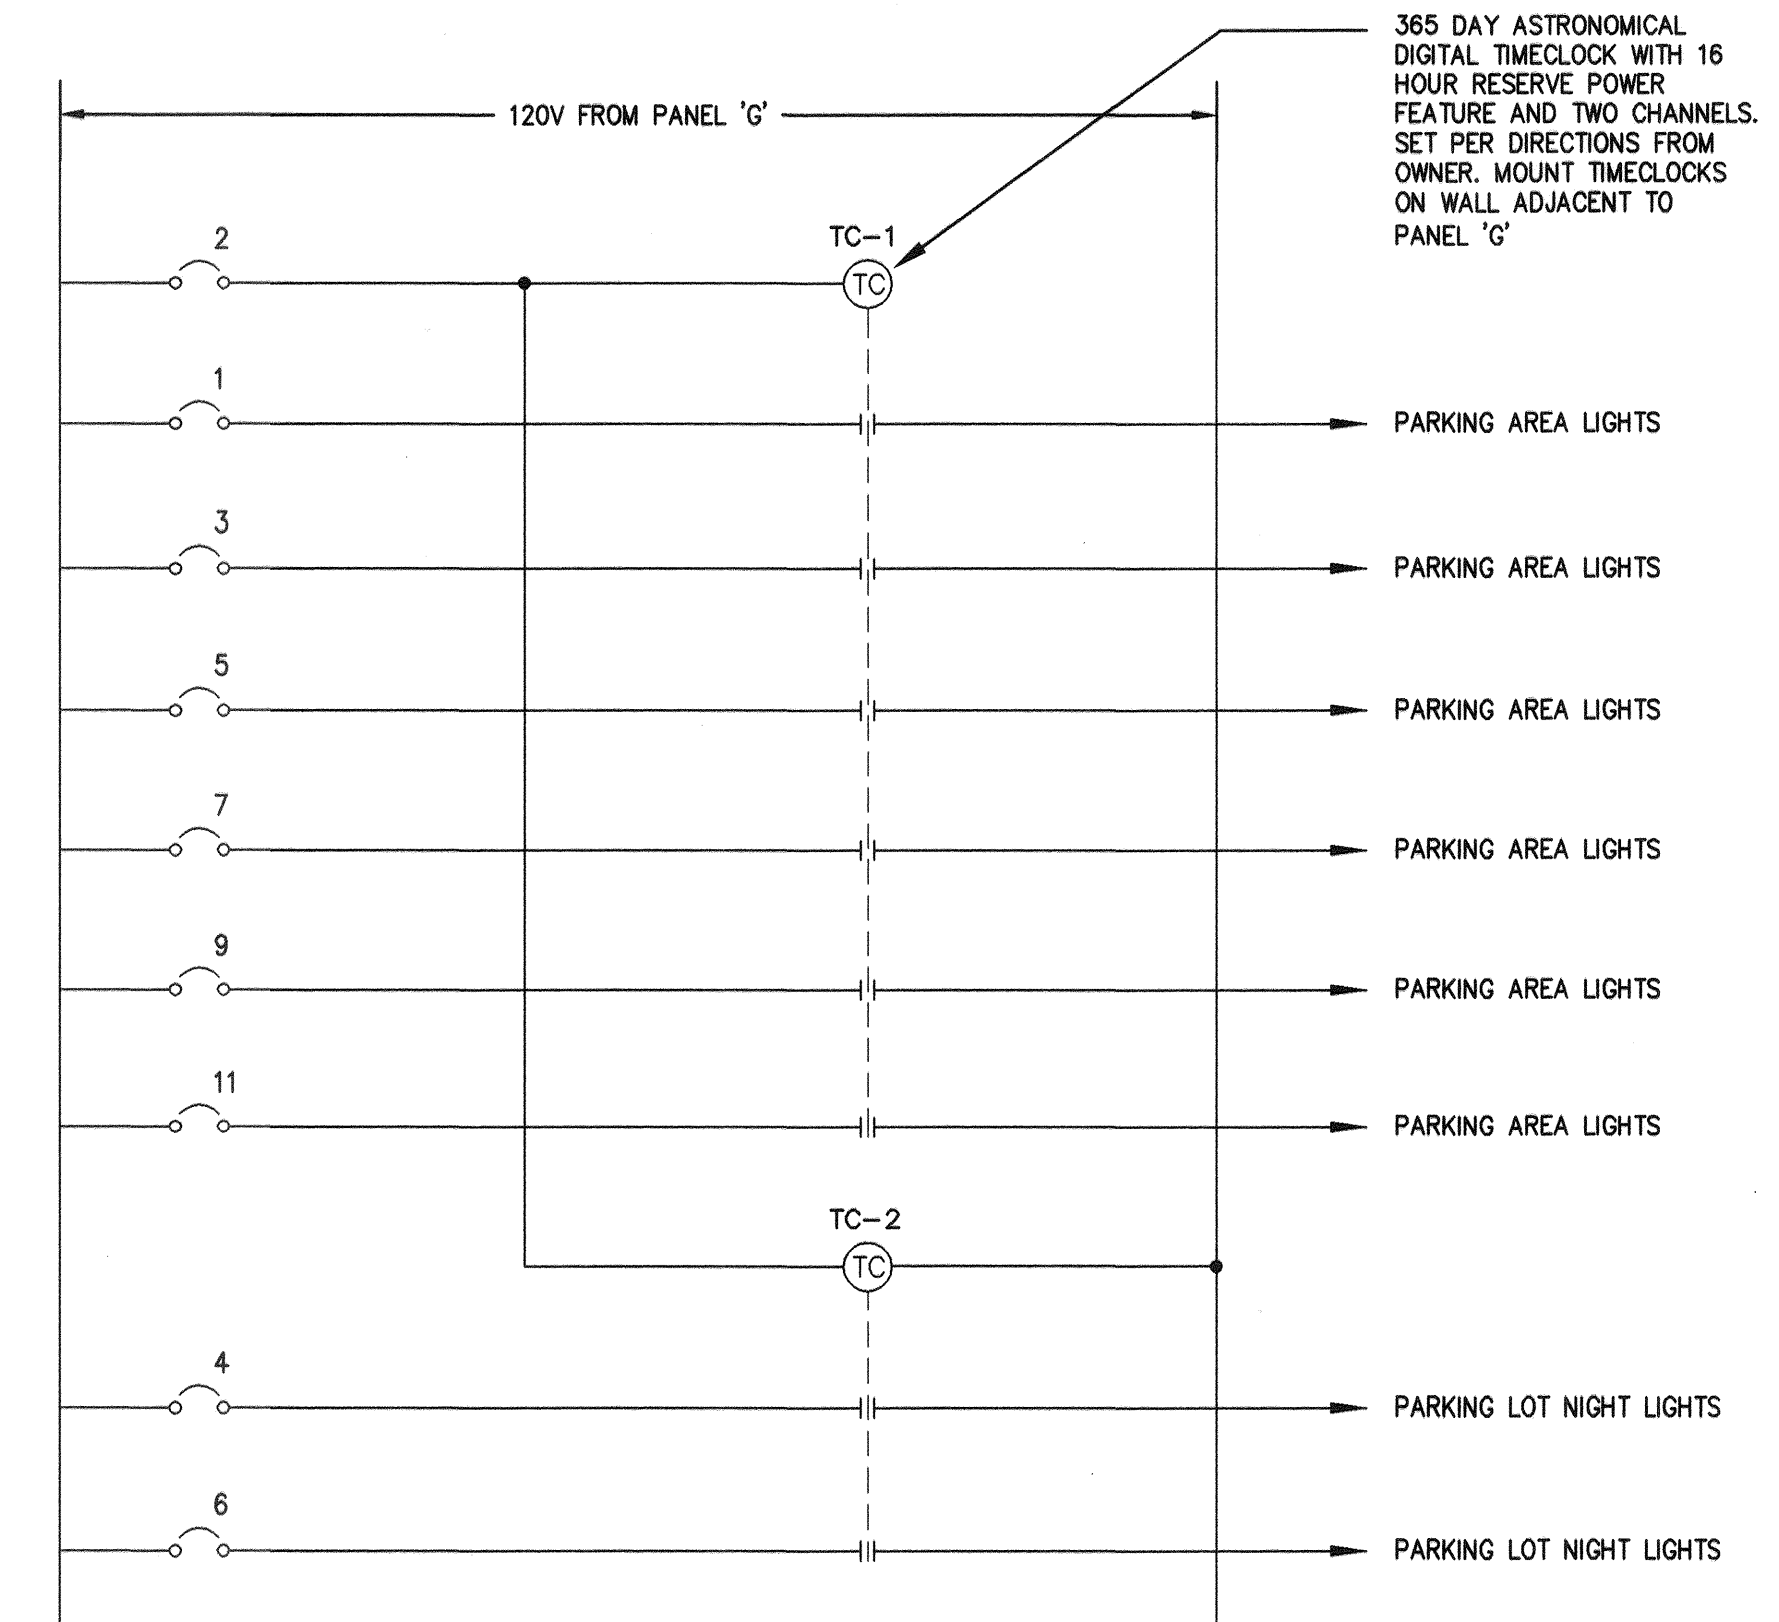 365 DAY ASTRONOMICAL
DIGITAL TIMECLOCK WITH 16
HOUR RESERVE POWER
FEATURE AND TWO CHANNELS.
SET PER DIRECTIONS FROM
OWNER. MOUNT TIMECLOCKS
ON WALL ADJACENT TO
PANEL 'G'
120V FROM PANEL 'G'
2
TC-1
TC
1
PARKING AREA LIGHTS
3
PARKING AREA LIGHTS
5
PARKING AREA LIGHTS
7
PARKING AREA LIGHTS
9
PARKING AREA LIGHTS
11
PARKING AREA LIGHTS
TC-2
TC
4
PARKING LOT NIGHT LIGHTS
6
PARKING LOT NIGHT LIGHTS